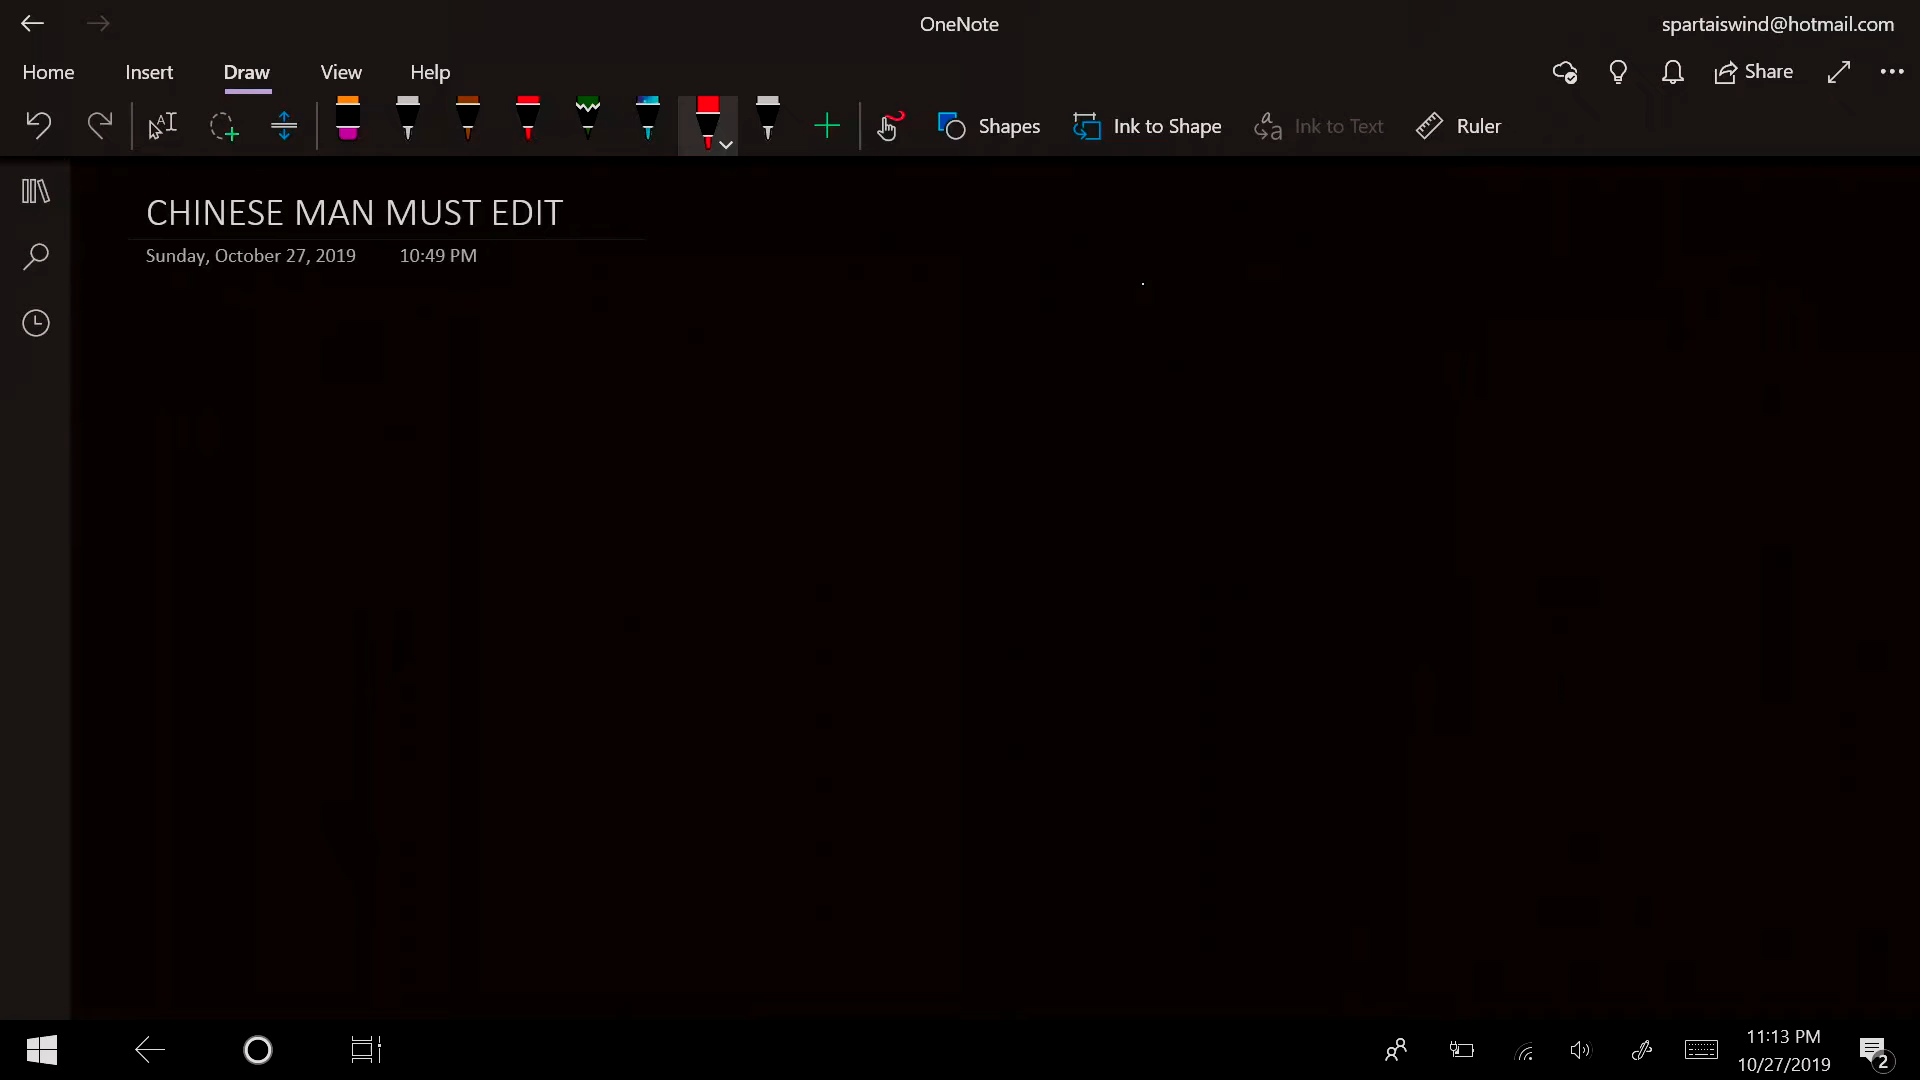 OneNote
spartaiswind@hotmail.com
Home Insert Draw View Help
Share
Shapes Ink to Shape Ink to Text Ruler
CHINESE MAN MUST EDIT
Sunday, October 27, 2019 10:49 PM
11:13 PM
10/27/2019
2